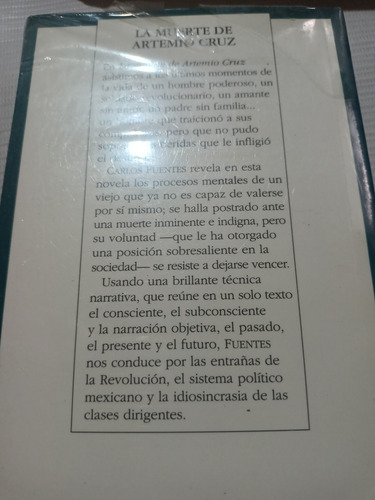 LA MUERTE DE
ARTEMIO CRUZ
En de Artemio Cruz
a los últimos momentos de
la vida de un hombre poderoso, un
revolucionario, un amante
un padre sin familia...
un que traicionó a sus
pero que no pudo
heridas que le infligió
el
CARLOS FUENTES revela en esta
novela los procesos mentales de un
viejo que ya no es capaz de valerse
por sí mismo; se halla postrado ante
una muerte inminente e indigna, pero
su voluntad —que le ha otorgado
una posición sobresaliente en la
sociedad— se resiste a dejarse vencer.
Usando una brillante técnica
narrativa, que reúne en un solo texto
el consciente, el subconsciente
y la narración objetiva, el pasado,
el presente y el futuro, FUENTES
nos conduce por las entrañas de
la Revolución, el sistema político
mexicano y la idiosincrasia de las
clases dirigentes.